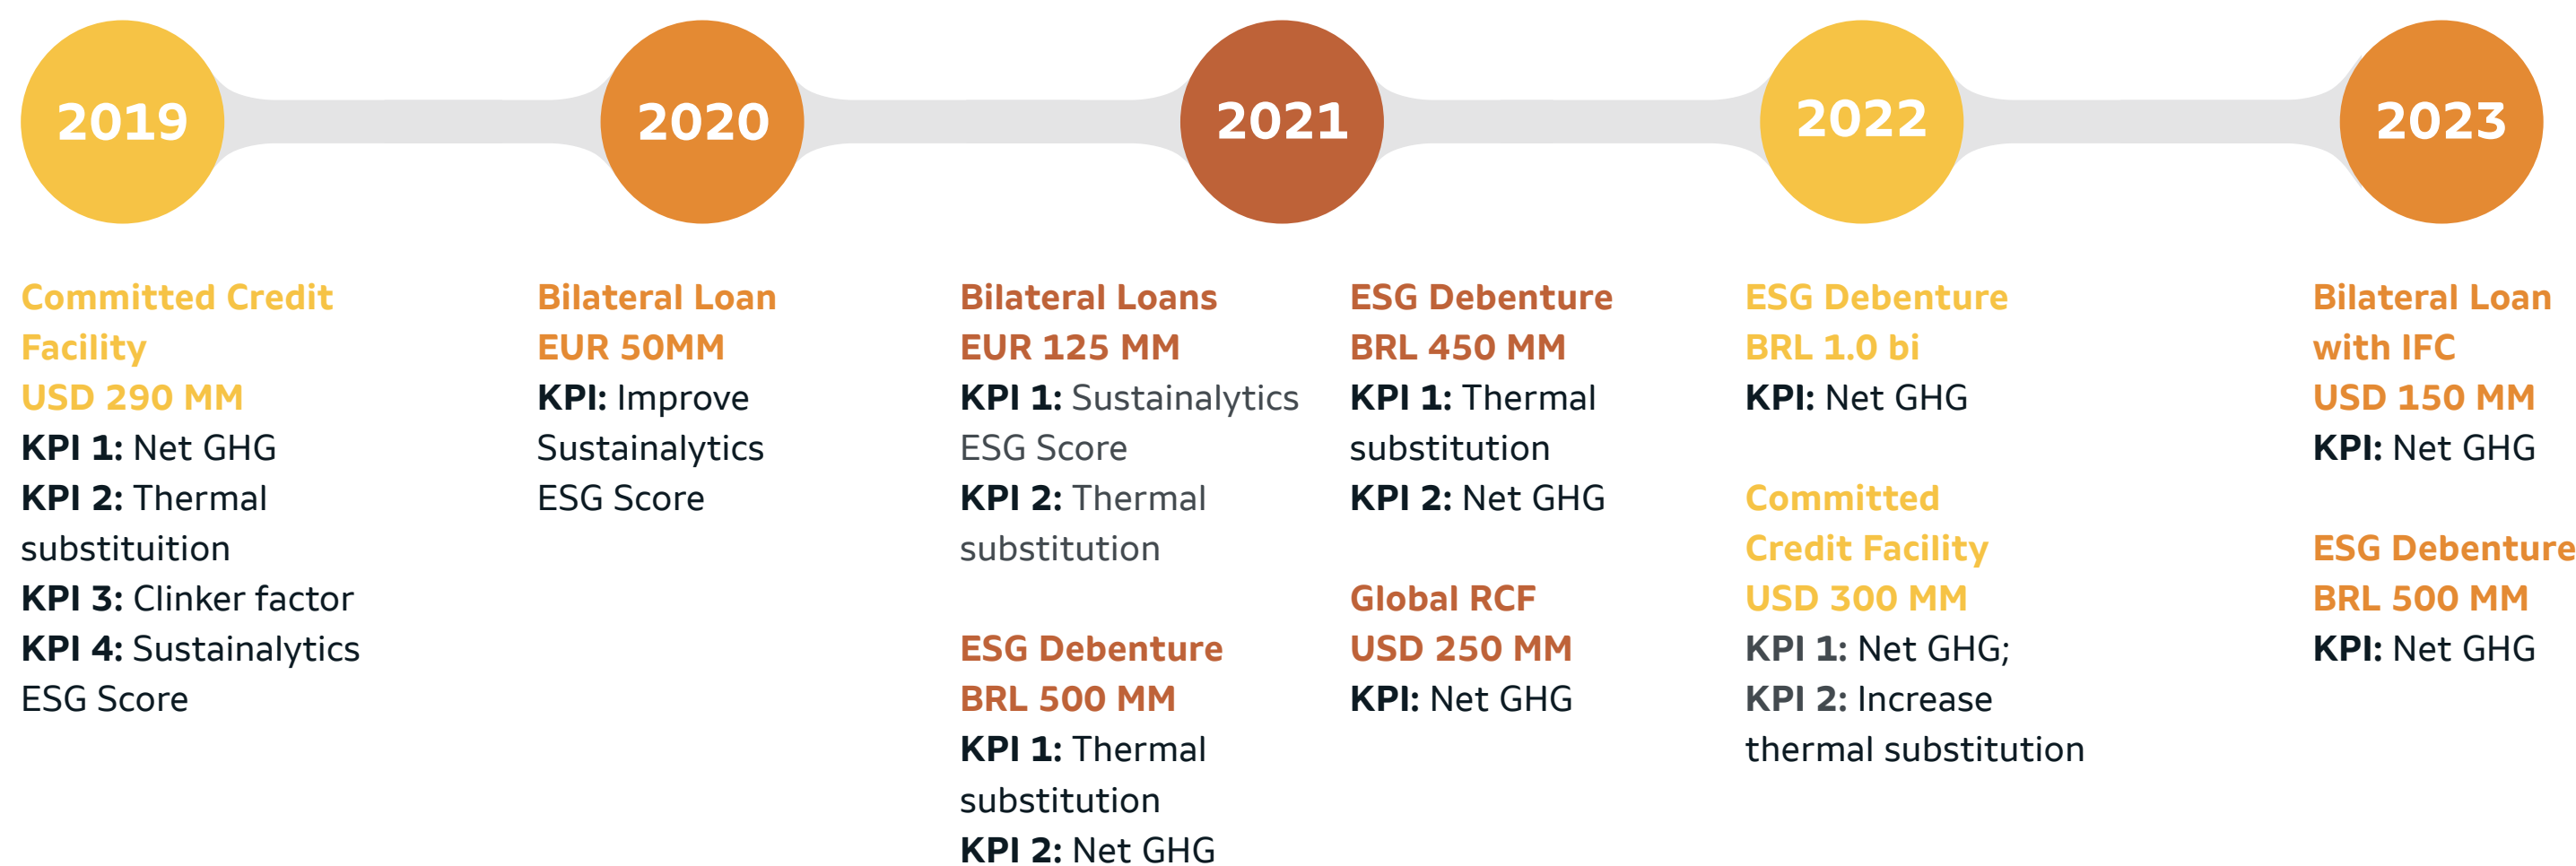 2019
2020
2021
2022
2023
Committed Credit
Facility
USD 290 MM
KPI 1: Net GHG
KPI 2: Thermal
substituition
KPI 3: Clinker factor
KPI 4: Sustainalytics
ESG Score
Bilateral Loan
EUR 50MM
KPI: Improve
Sustainalytics
ESG Score
Bilateral Loans
EUR 125 MM
KPI 1: Sustainalytics
ESG Score
KPI 2: Thermal
substitution
ESG Debenture
BRL 500 MM
KPI 1: Thermal
substitution
KPI 2: Net GHG
ESG Debenture
BRL 450 MM
KPI 1: Thermal
substitution
KPI 2: Net GHG
Global RCF
USD 250 MM
KPI: Net GHG
ESG Debenture
BRL 1.0 bi
KPI: Net GHG
Committed
Credit Facility
USD 300 MM
KPI 1: Net GHG;
KPI 2: Increase
thermal substitution
Bilateral Loan
with IFC
USD 150 MM
KPI: Net GHG
ESG Debenture
BRL 500 MM
KPI: Net GHG